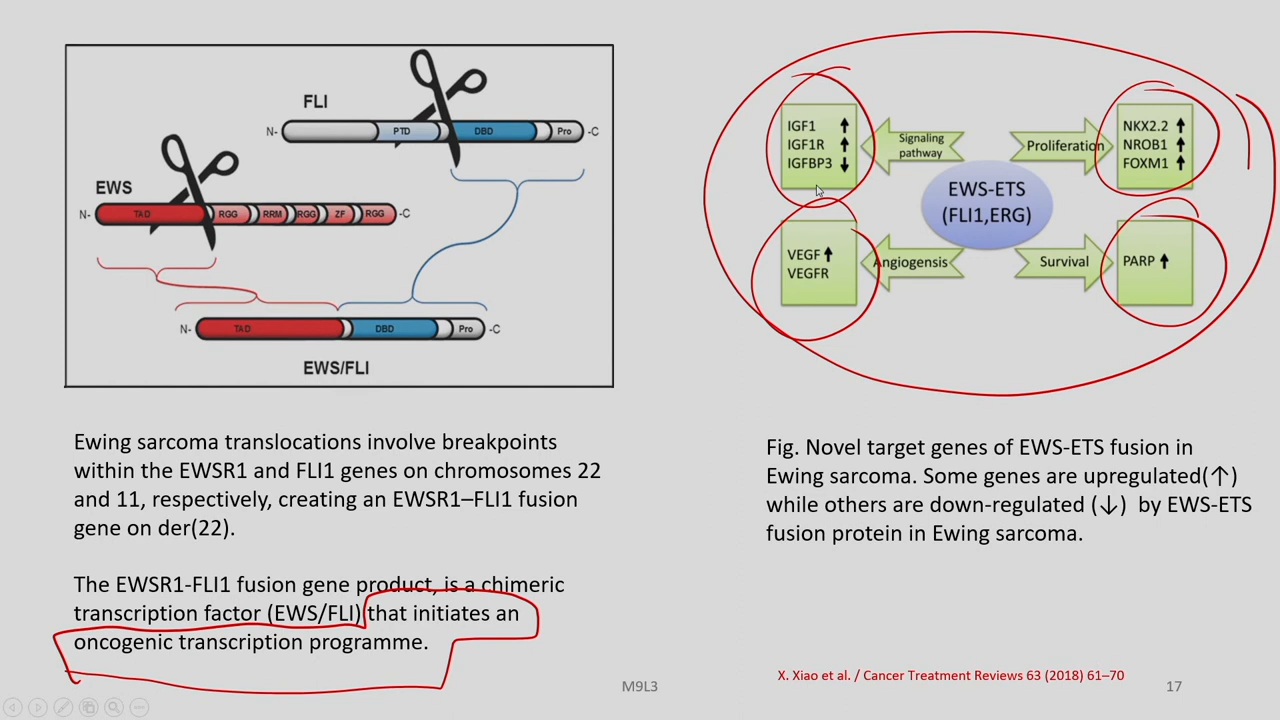 FLI
N-
PTD
DBD
Pro
-C
EWS
N-
TAD
RGG
RRM
RGG
ZF
RGG
-C
N-
TAD
DBD
Pro
-C
EWS/FLI
Ewing sarcoma translocations involve breakpoints
within the EWSR1 and FLI1 genes on chromosomes 22
and 11, respectively, creating an EWSR1–FLI1 fusion
gene on der(22).
The EWSR1-FLI1 fusion gene product, is a chimeric
transcription factor (EWS/FLI) that initiates an
oncogenic transcription programme.
IGF1 ↑
IGF1R ↑
IGFBP3 ↓
Signaling
pathway
Proliferation
NKX2.2 ↑
NROB1 ↑
FOXM1 ↑
EWS-ETS
(FLI1,ERG)
VEGF ↑
VEGFR
Angiogensis
Survival
PARP ↑
Fig. Novel target genes of EWS-ETS fusion in
Ewing sarcoma. Some genes are upregulated(↑)
while others are down-regulated (↓) by EWS-ETS
fusion protein in Ewing sarcoma.
X. Xiao et al. / Cancer Treatment Reviews 63 (2018) 61–70
M9L3
17